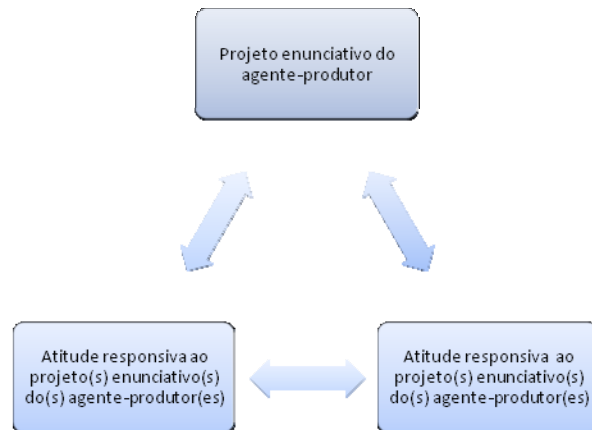 Projeto enunciativo do
agente-produtor
Atitude responsiva ao
projeto(s) enunciativo(s)
do(s) agente-produtor(es)
Atitude responsiva ao
projeto(s) enunciativo(s)
do(s) agente-produtor(es)